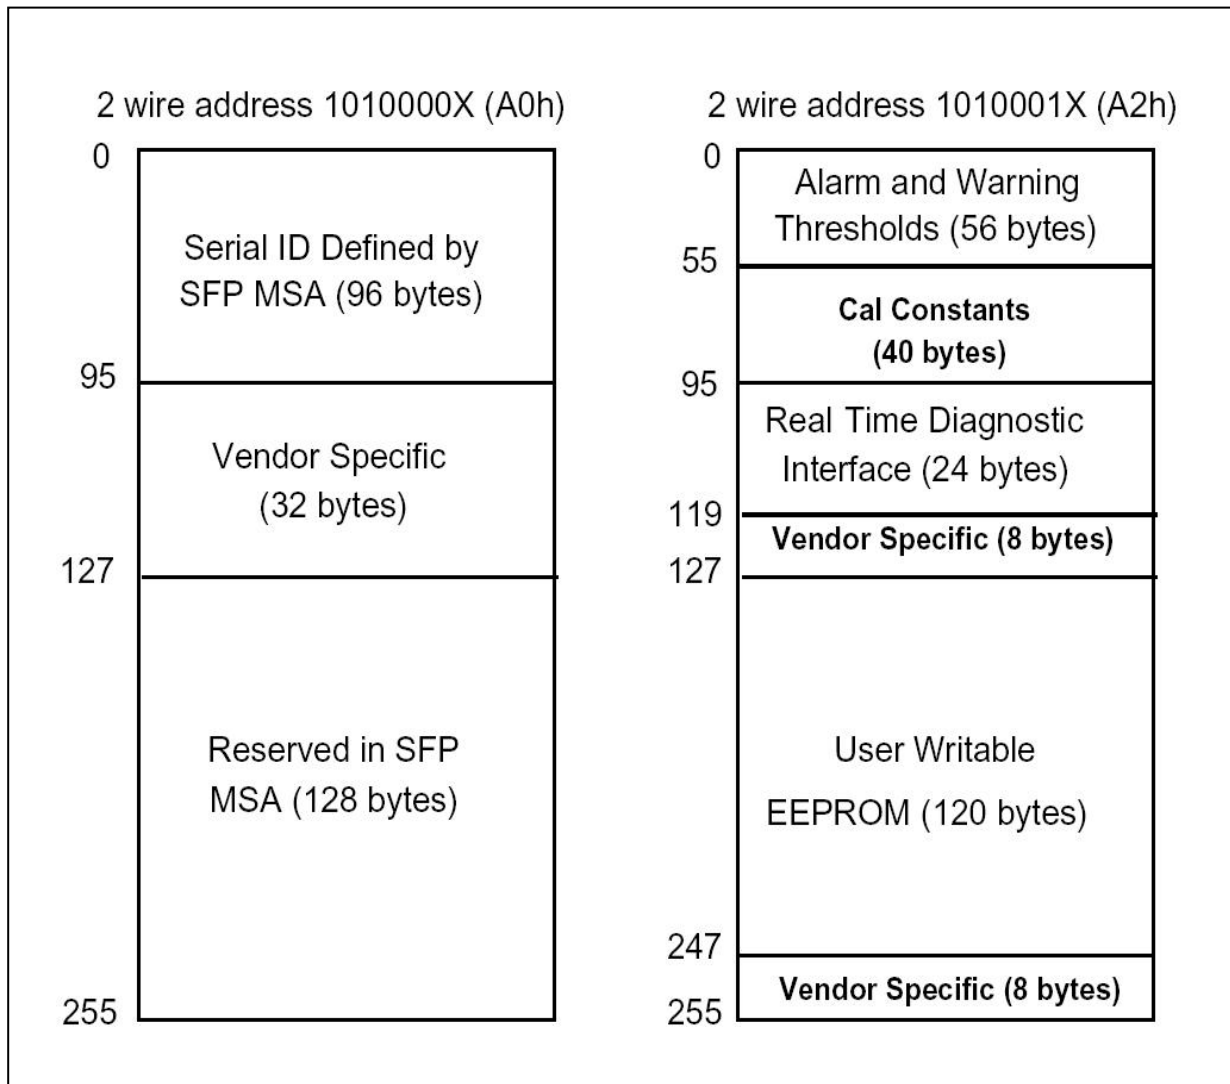 2 wire address 1010000X (A0h)
0
Serial ID Defined by
SFP MSA (96 bytes)
95
Vendor Specific
(32 bytes)
127
Reserved in SFP
MSA (128 bytes)
255
2 wire address 1010001X (A2h)
0
Alarm and Warning
Thresholds (56 bytes)
55
Cal Constants
(40 bytes)
95
Real Time Diagnostic
Interface (24 bytes)
119
Vendor Specific (8 bytes)
127
User Writable
EEPROM (120 bytes)
247
Vendor Specific (8 bytes)
255